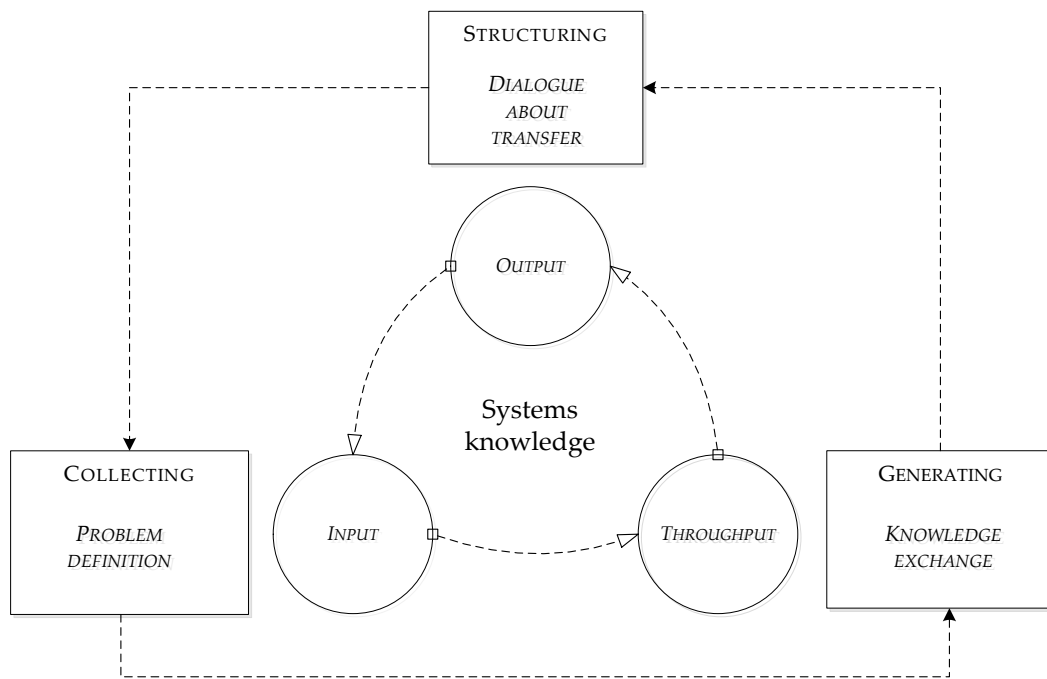 STRUCTURING
DIALOGUE
ABOUT
TRANSFER
OUTPUT
Systems
knowledge
COLLECTING
PROBLEM
DEFINITION
INPUT
THROUGHPUT
GENERATING
KNOWLEDGE
EXCHANGE